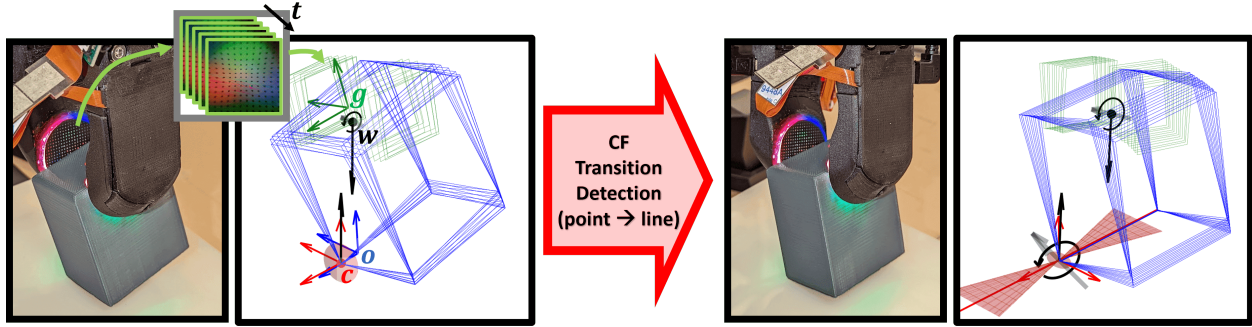 t
g
w
o
c
CF
Transition
Detection
(point → line)